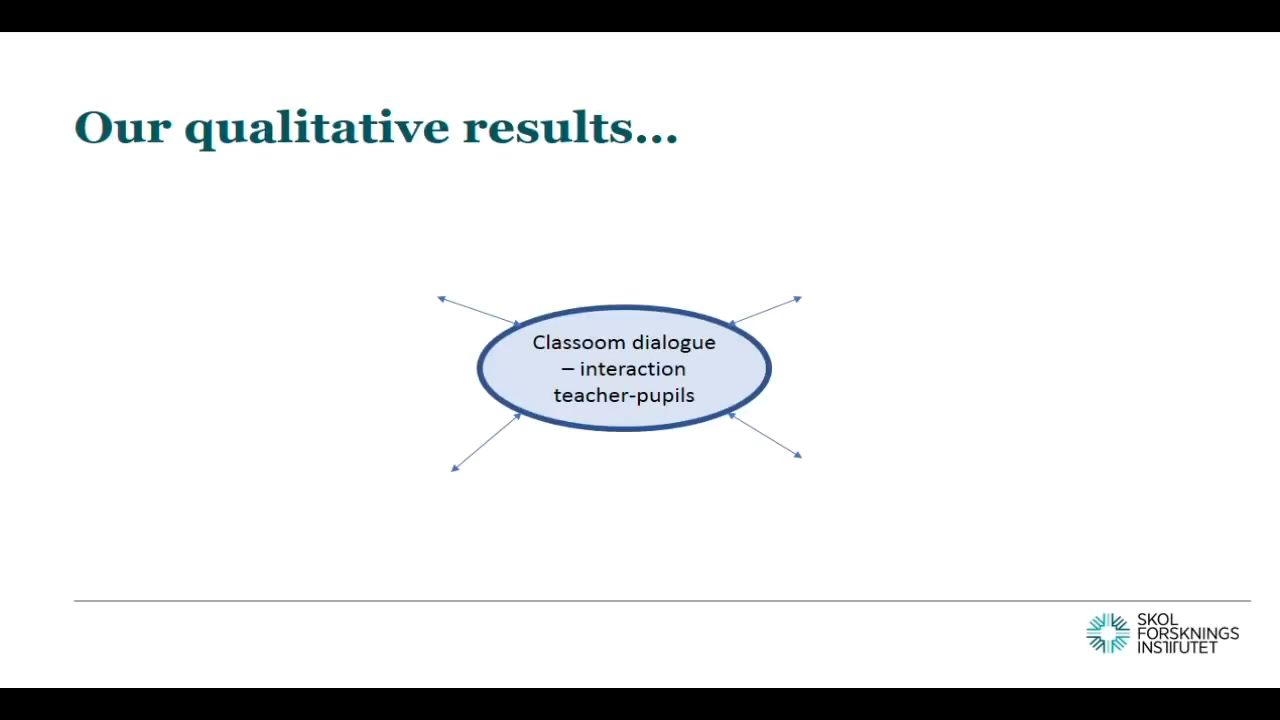 Our qualitative results...
Classoom dialogue
– interaction
teacher-pupils
SKOL
FORSKNINGS
INSTITUTET